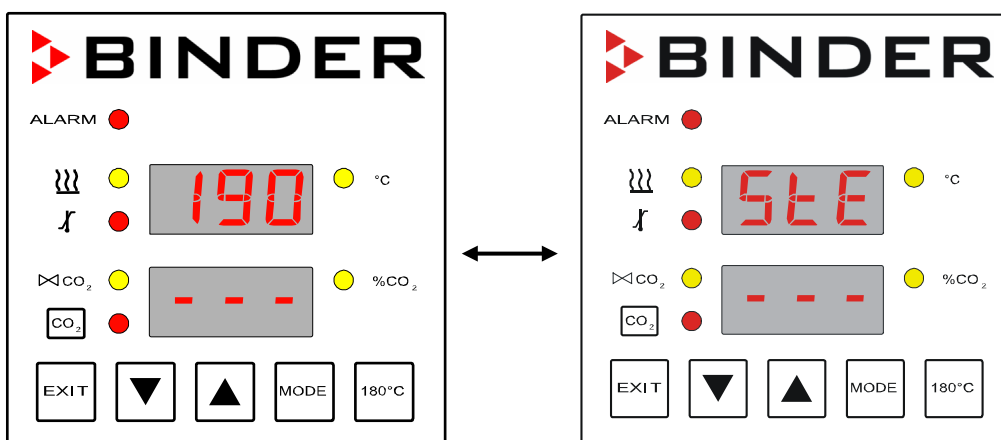 BINDER
ALARM
190
°C
CO₂
%CO₂
- - -
CO₂
EXIT
MODE
180°C
BINDER
ALARM
StE
°C
CO₂
%CO₂
- - -
CO₂
EXIT
MODE
180°C